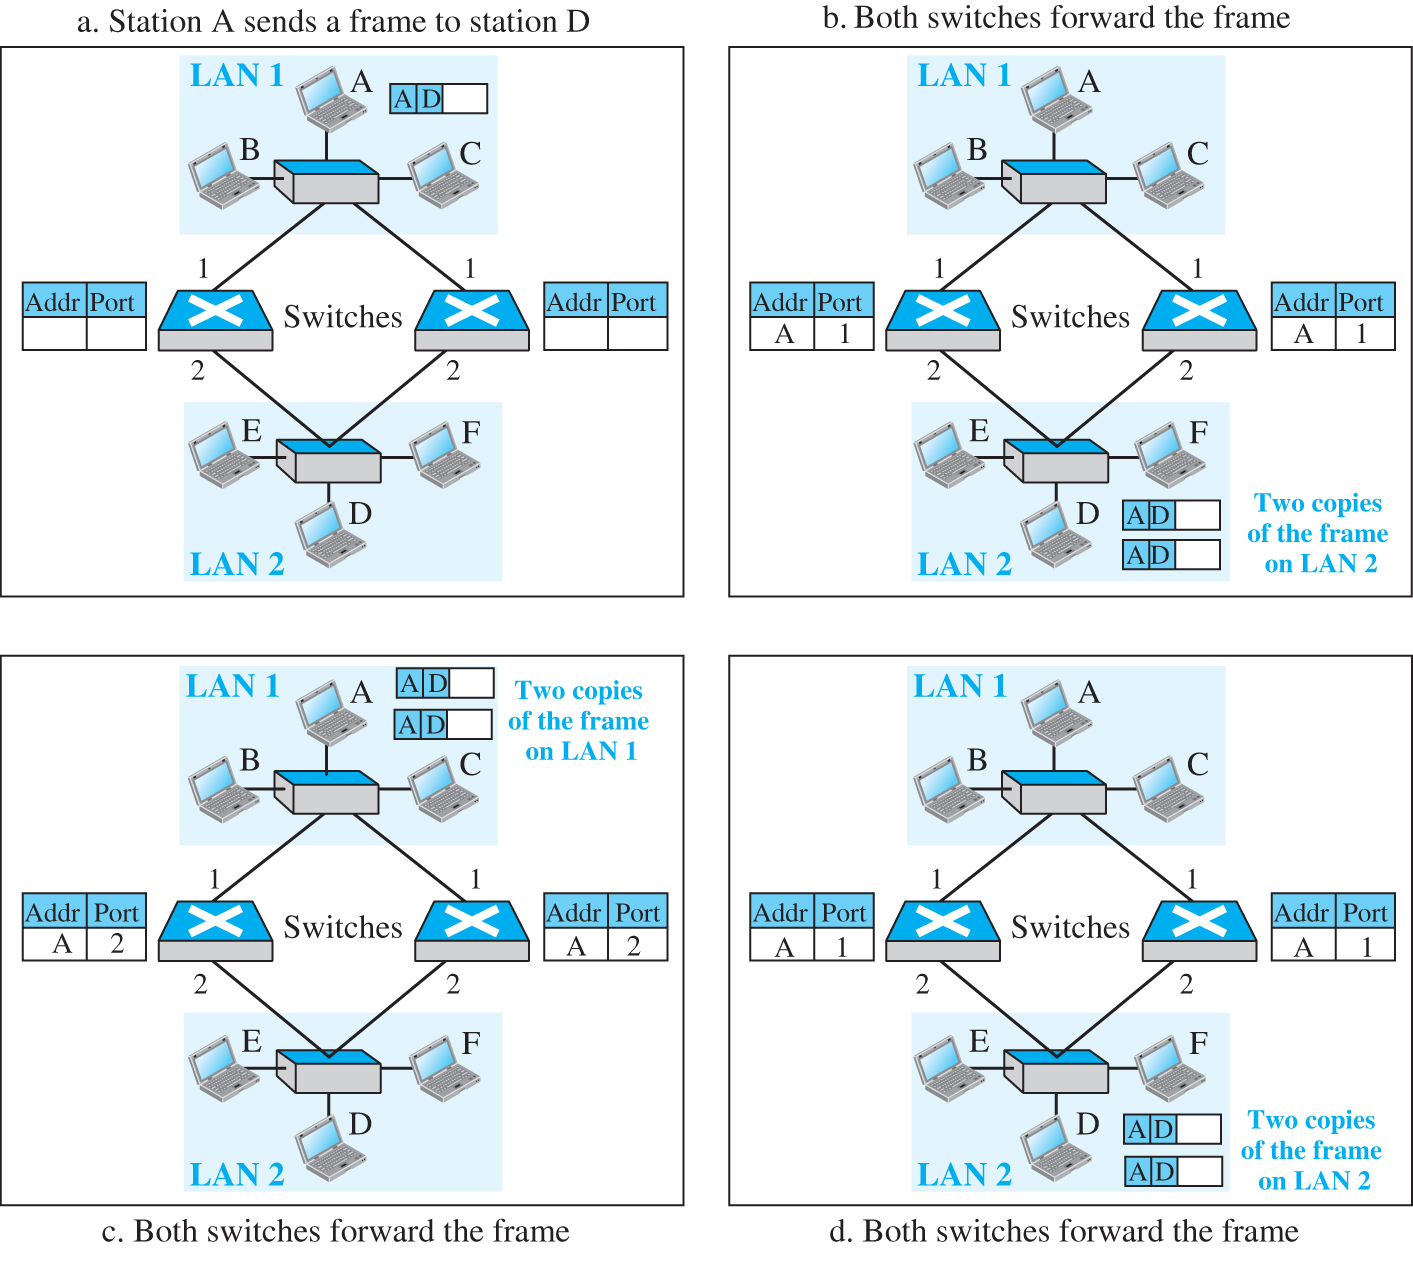 a. Station A sends a frame to station D
LAN 1
A
A D
B
C
1
1
Addr Port
Switches
Addr Port
2
2
E
F
D
LAN 2
b. Both switches forward the frame
LAN 1
A
B
C
1
1
Addr Port
A 1
Switches
Addr Port
A 1
2
2
E
F
D
A D
A D
Two copies
of the frame
on LAN 2
LAN 2
LAN 1
A
A D
A D
Two copies
of the frame
on LAN 1
B
C
1
1
Addr Port
A 2
Switches
Addr Port
A 2
2
2
E
F
D
LAN 2
c. Both switches forward the frame
LAN 1
A
B
C
1
1
Addr Port
A 1
Switches
Addr Port
A 1
2
2
E
F
D
A D
A D
Two copies
of the frame
on LAN 2
LAN 2
d. Both switches forward the frame